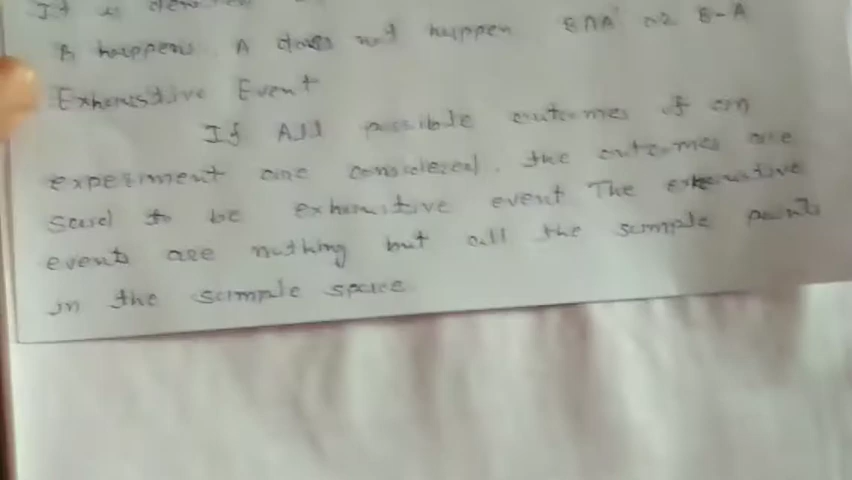 It is
B happens A does not happen B∩A' or B-A
Exhaustive Event
If All possible outcomes of an
experiment are considered. the outcomes are
said to be exhaustive event The exhaustive
events are nothing but all the sample points
in the sample space